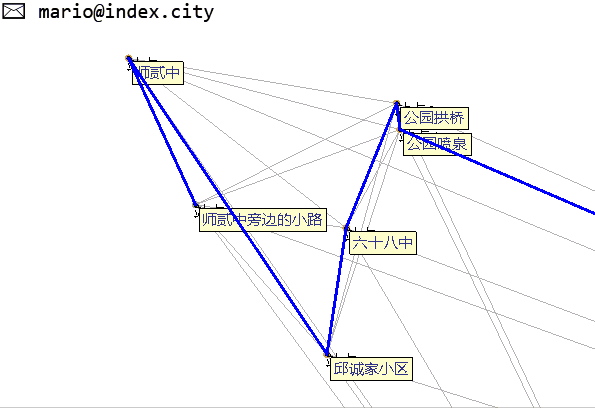 mario@index.city
师贰中
公园拱桥
公园喷泉
师贰中旁边的小路
六十八中
邱诚家小区